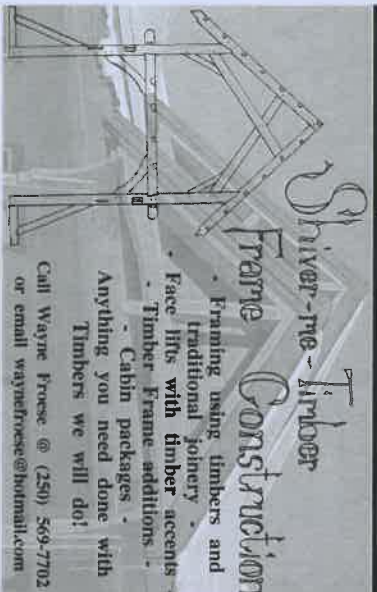 Shiver-me-Timber
Frame Construction
- Framing using timbers and
traditional joinery -
- Face lifts with timber accents -
- Timber Frame additions -
- Cabin packages -
Anything you need done with
Timbers we will do!
Call Wayne Froese @ (250) 569-7702
or email waynefroese@hotmail.com